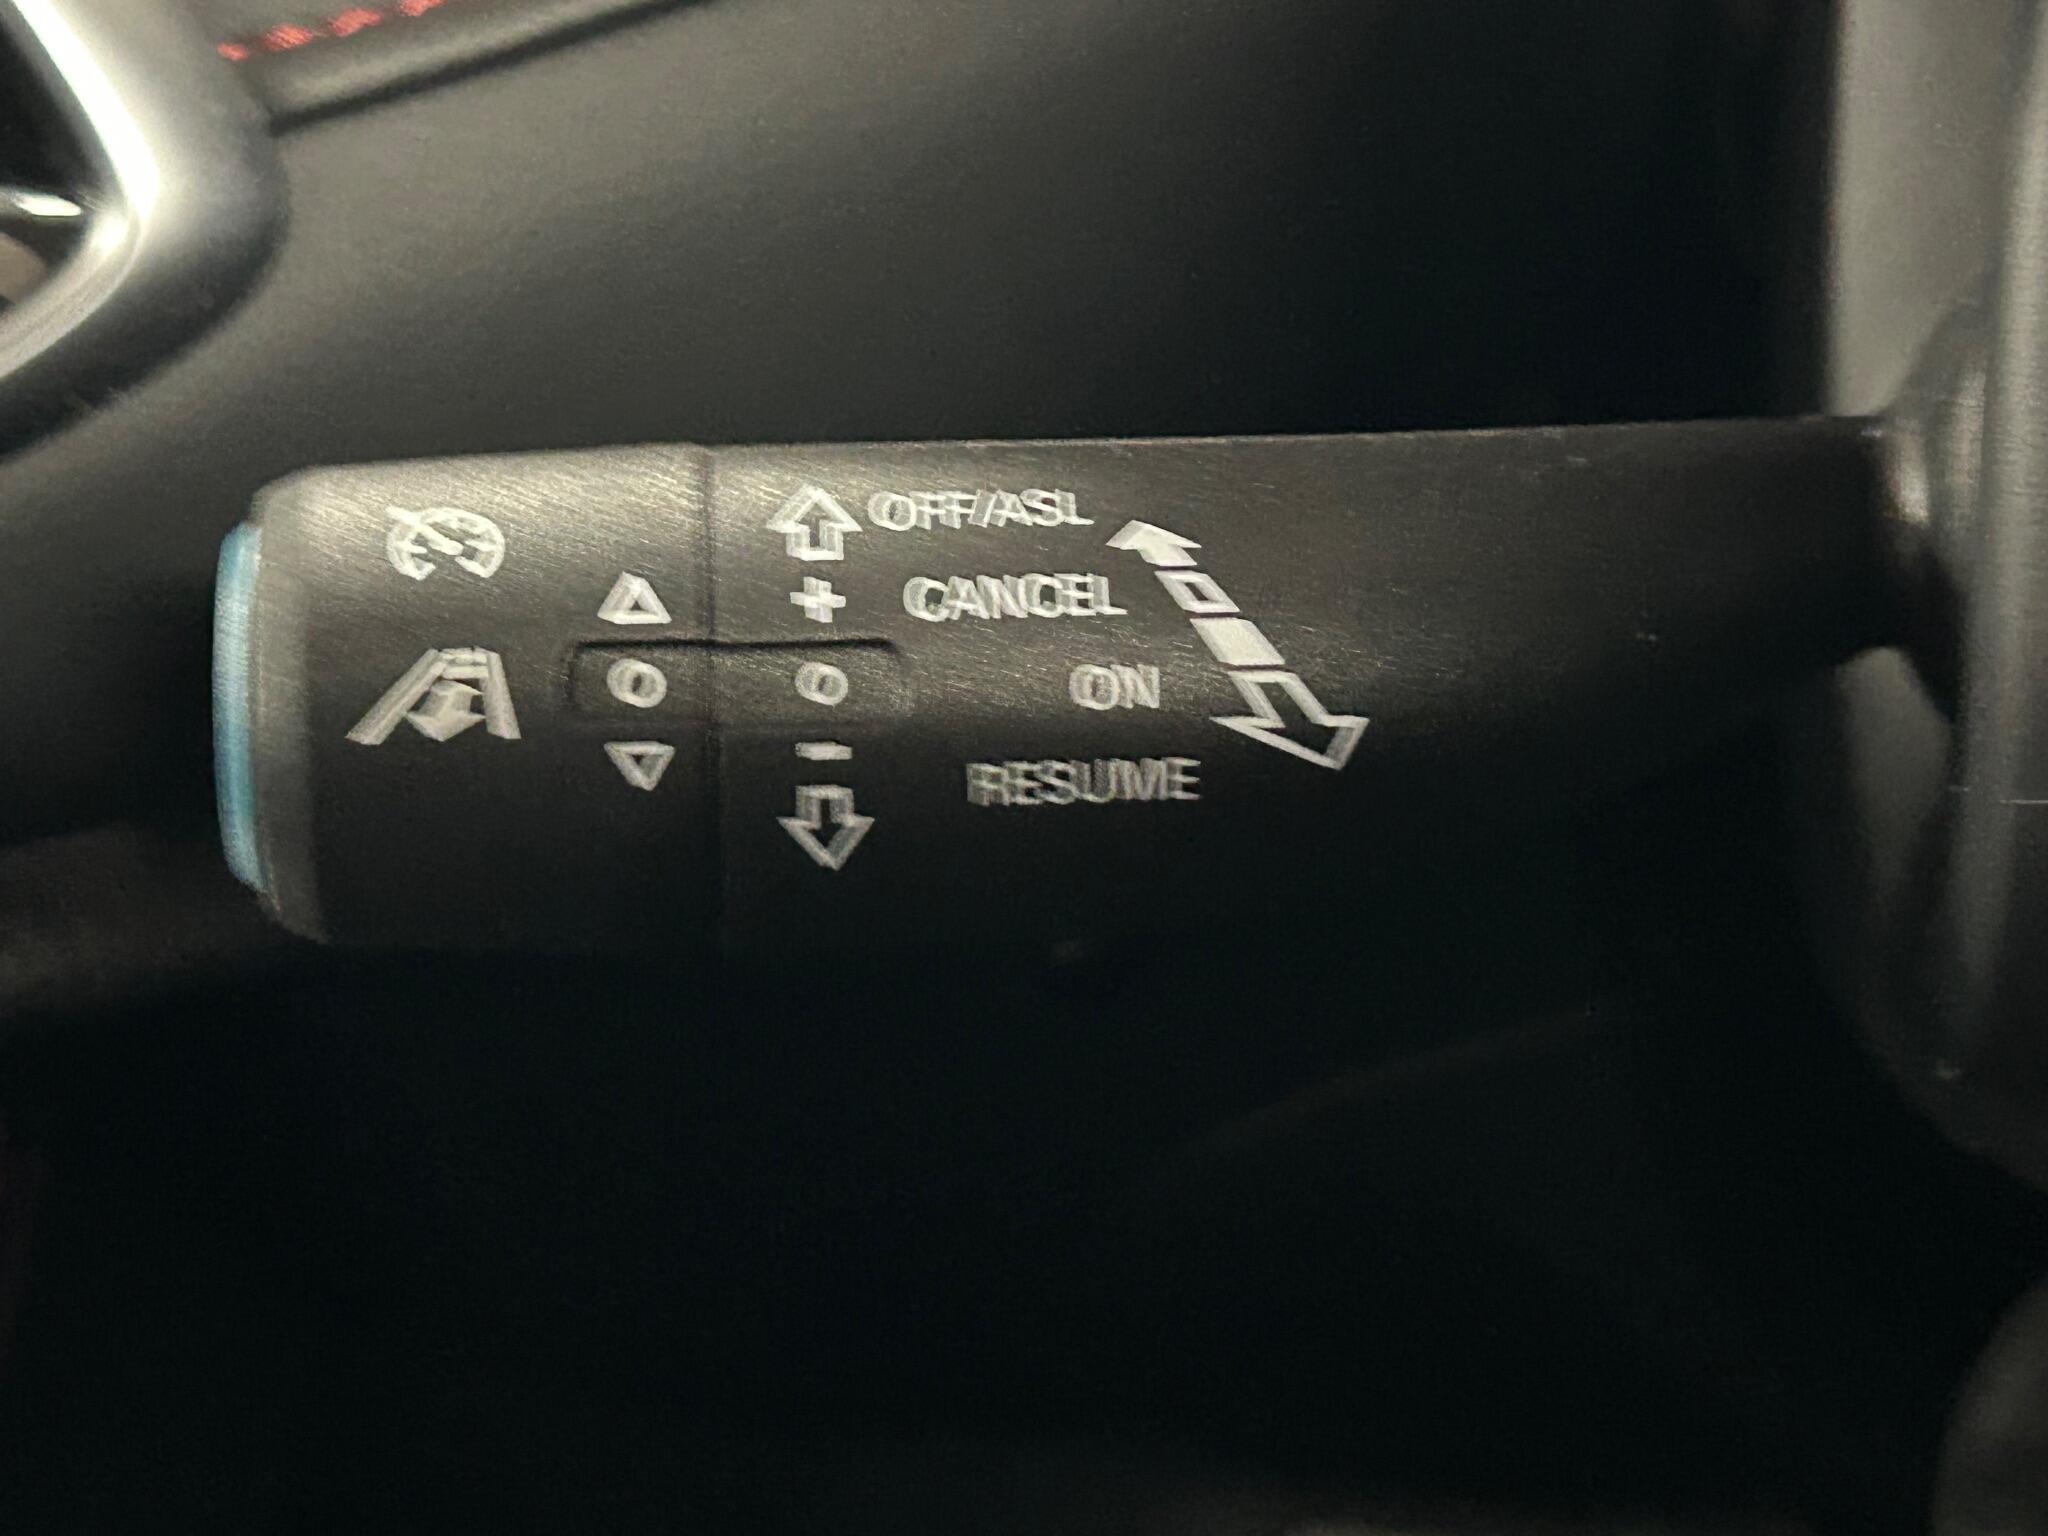 OFF/ASL
+ CANCEL
O O ON
-
RESUME